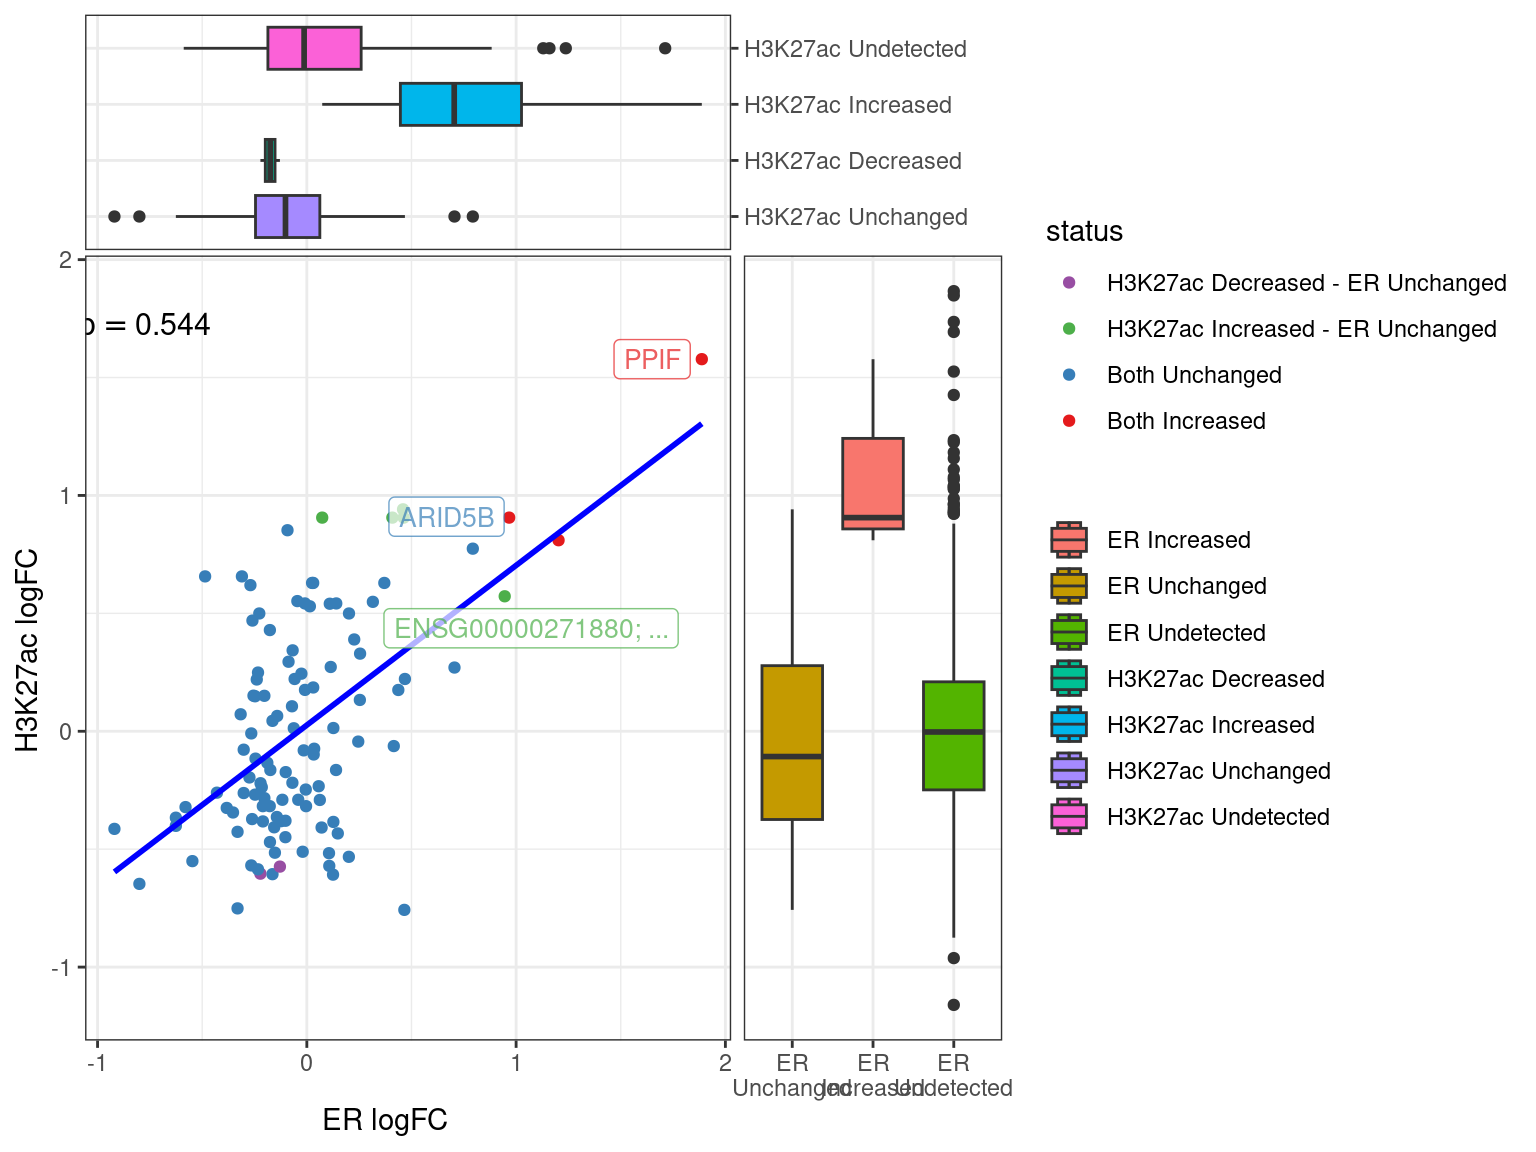 H3K27ac Undetected
H3K27ac Increased
H3K27ac Decreased
H3K27ac Unchanged
2
1
0
-1
H3K27ac logFC
= 0.544
PPIF
ARID5B
ENSG00000271880; ...
-1
0
1
2
ER logFC
ER
Unchanged
ER
Increased
ER
Undetected
status
H3K27ac Decreased - ER Unchanged
H3K27ac Increased - ER Unchanged
Both Unchanged
Both Increased
ER Increased
ER Unchanged
ER Undetected
H3K27ac Decreased
H3K27ac Increased
H3K27ac Unchanged
H3K27ac Undetected